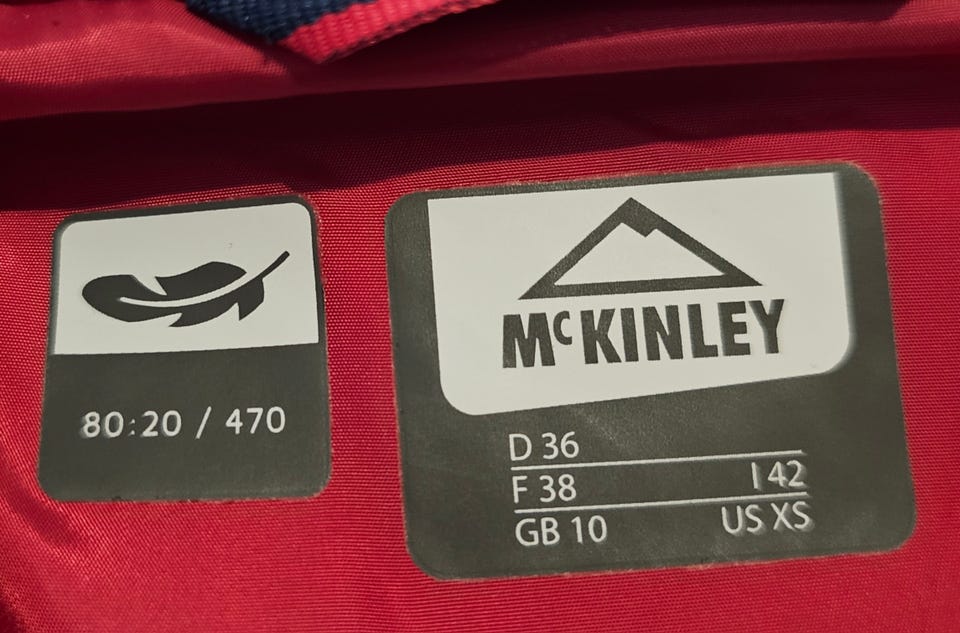 80:20 / 470
McKINLEY
D 36
F 38 I 42
GB 10 US XS